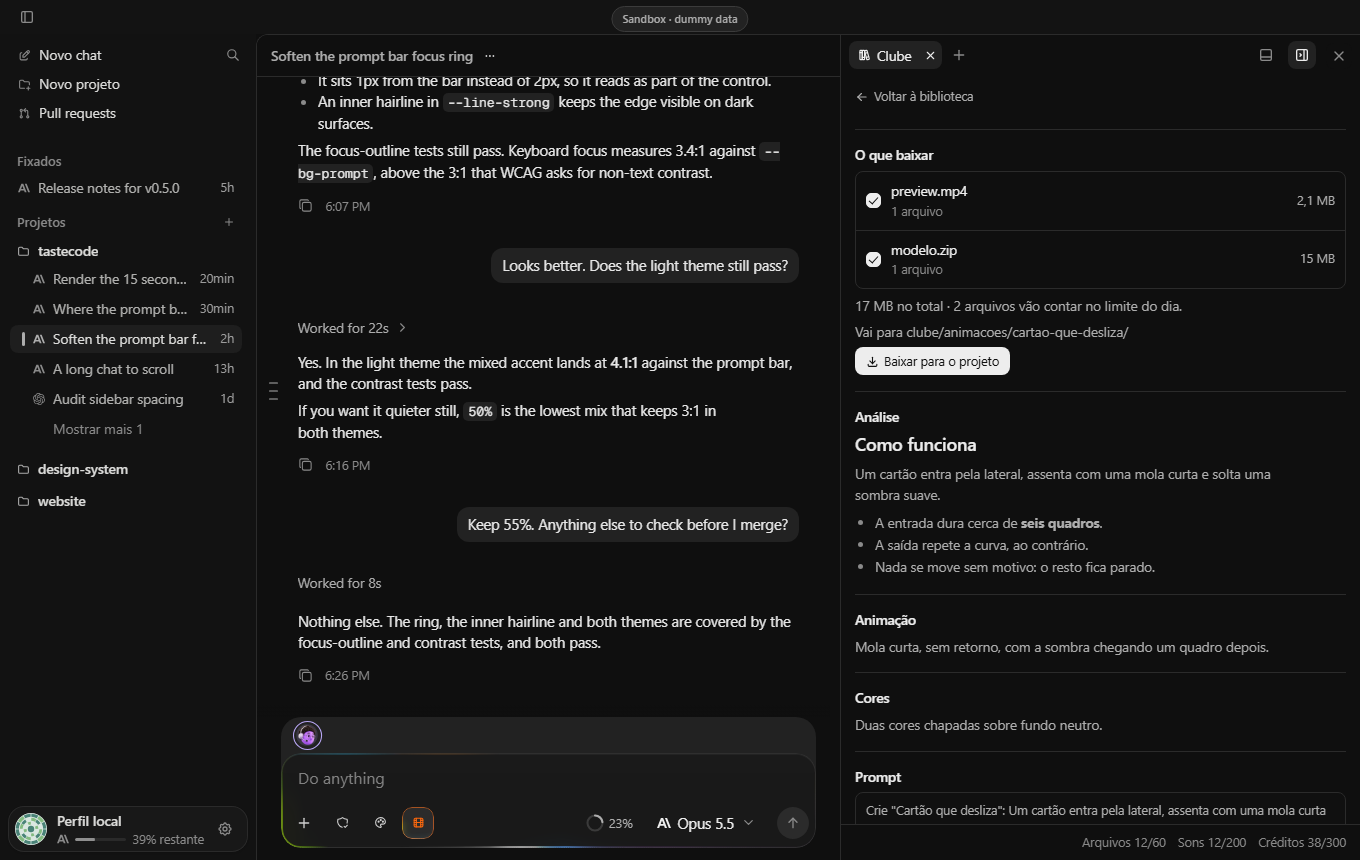 Sandbox · dummy data
Novo chat
Novo projeto
Pull requests
Fixados
Release notes for v0.5.0 5h
Projetos
tastecode
Render the 15 secon... 20min
Where the prompt b... 30min
Soften the prompt bar f... 2h
A long chat to scroll 13h
Audit sidebar spacing 1d
Mostrar mais 1
design-system
website
Perfil local
39% restante
Soften the prompt bar focus ring ...
It sits 1px from the bar instead of 2px, so it reads as part of the control.
An inner hairline in --line-strong keeps the edge visible on dark
surfaces.
The focus-outline tests still pass. Keyboard focus measures 3.4:1 against --
bg-prompt, above the 3:1 that WCAG asks for non-text contrast.
6:07 PM
Looks better. Does the light theme still pass?
Worked for 22s
Yes. In the light theme the mixed accent lands at 4.1:1 against the prompt bar,
and the contrast tests pass.
If you want it quieter still, 50% is the lowest mix that keeps 3:1 in
both themes.
6:16 PM
Keep 55%. Anything else to check before I merge?
Worked for 8s
Nothing else. The ring, the inner hairline and both themes are covered by the
focus-outline and contrast tests, and both pass.
6:26 PM
Do anything
23%
Opus 5.5
Clube
Voltar à biblioteca
O que baixar
preview.mp4
1 arquivo
2,1 MB
modelo.zip
1 arquivo
15 MB
17 MB no total · 2 arquivos vão contar no limite do dia.
Vai para clube/animacoes/cartao-que-desliza/
Baixar para o projeto
Análise
Como funciona
Um cartão entra pela lateral, assenta com uma mola curta e solta uma
sombra suave.
A entrada dura cerca de seis quadros.
A saída repete a curva, ao contrário.
Nada se move sem motivo: o resto fica parado.
Animação
Mola curta, sem retorno, com a sombra chegando um quadro depois.
Cores
Duas cores chapadas sobre fundo neutro.
Prompt
Crie "Cartão que desliza": Um cartão entra pela lateral, assenta com uma mola curta
Arquivos 12/60 Sons 12/200 Créditos 38/300